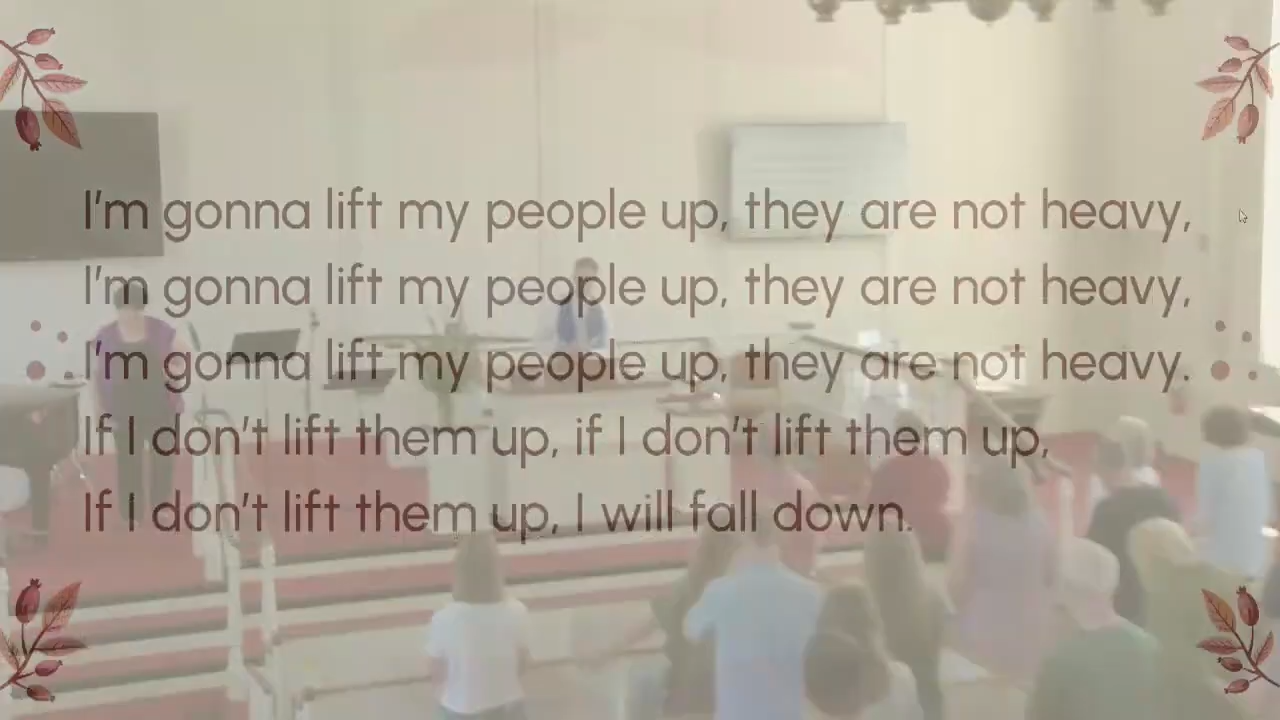 I'm gonna lift my people up, they are not heavy,
I'm gonna lift my people up, they are not heavy,
I'm gonna lift my people up, they are not heavy.
If I don't lift them up, if I don't lift them up,
If I don't lift them up, I will fall down.